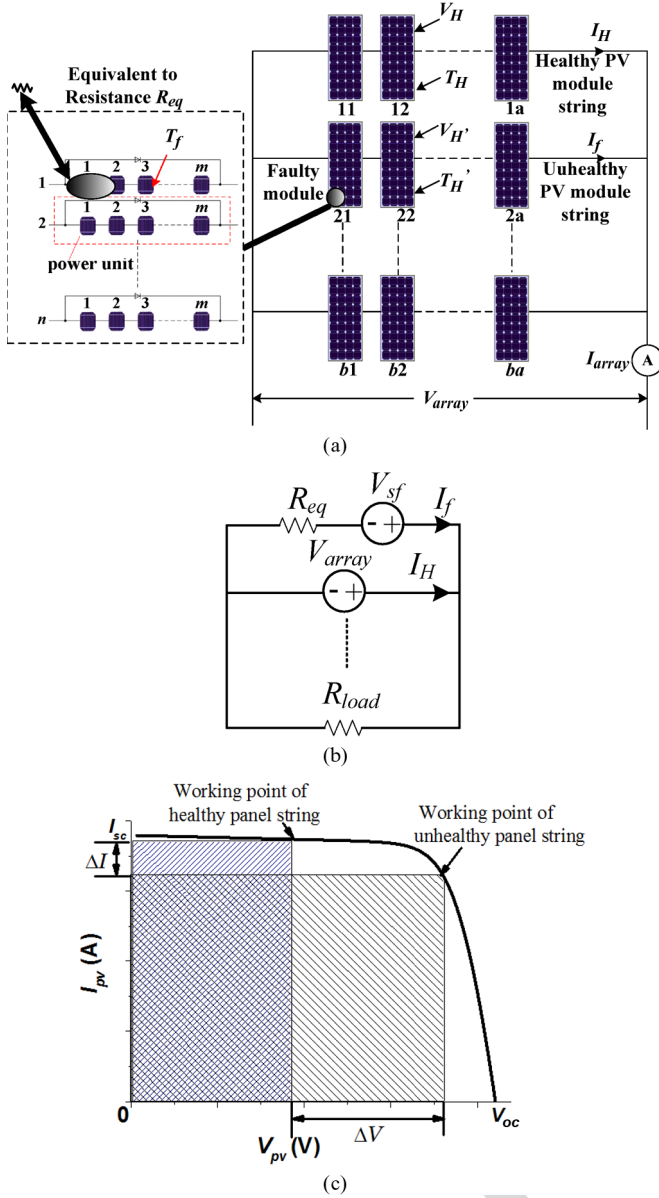 V_H
I_H
Equivalent to
Resistance R_eq
T_H
Healthy PV
module
string
11 12 1a
T_f
V_H'
I_f
1 2 3 m
1
Faulty
module
Uuhealthy
PV module
string
T_H'
1 2 3 m
2
21 22 2a
power unit
1 2 3 m
n
b1 b2 ba
I_array
A
V_array
(a)
R_eq
V_sf
I_f
- +
V_array
I_H
- +
R_load
(b)
Working point of
healthy panel string
Working point of
unhealthy panel string
I_sc
ΔI
I_pv (A)
0
V_oc
V_pv (V)
ΔV
(c)